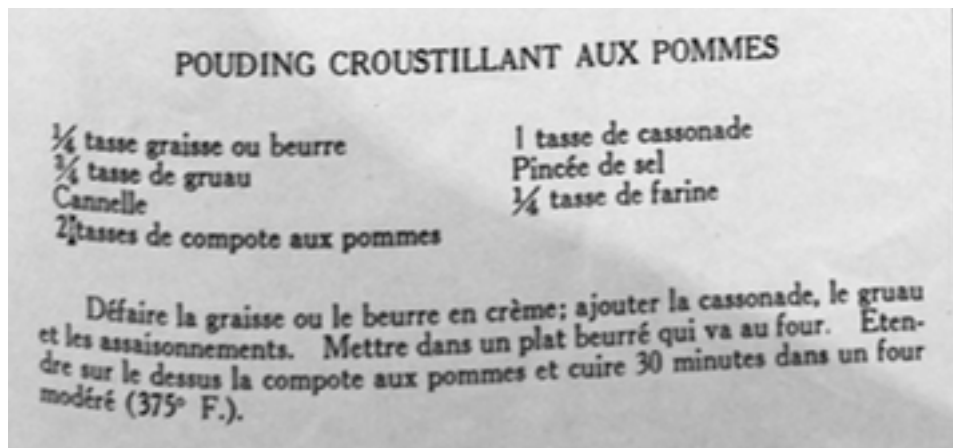 POUDING CROUSTILLANT AUX POMMES
¼ tasse graisse ou beurre
¾ tasse de gruau
Cannelle
2 tasses de compote aux pommes
1 tasse de cassonade
Pincée de sel
¼ tasse de farine
Défaire la graisse ou le beurre en crème; ajouter la cassonade, le gruau
et les assaisonnements. Mettre dans un plat beurré qui va au four. Eten-
dre sur le dessus la compote aux pommes et cuire 30 minutes dans un four
modéré (375° F.).